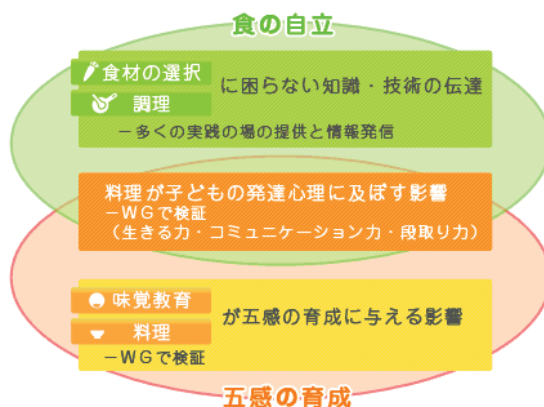 食の自立
食材の選択
調理
に困らない知識・技術の伝達
－多くの実践の場の提供と情報発信
料理が子どもの発達心理に及ぼす影響
－WGで検証
（生きる力・コミュニケーション力・段取り力）
味覚教育
料理
が五感の育成に与える影響
－WGで検証
五感の育成